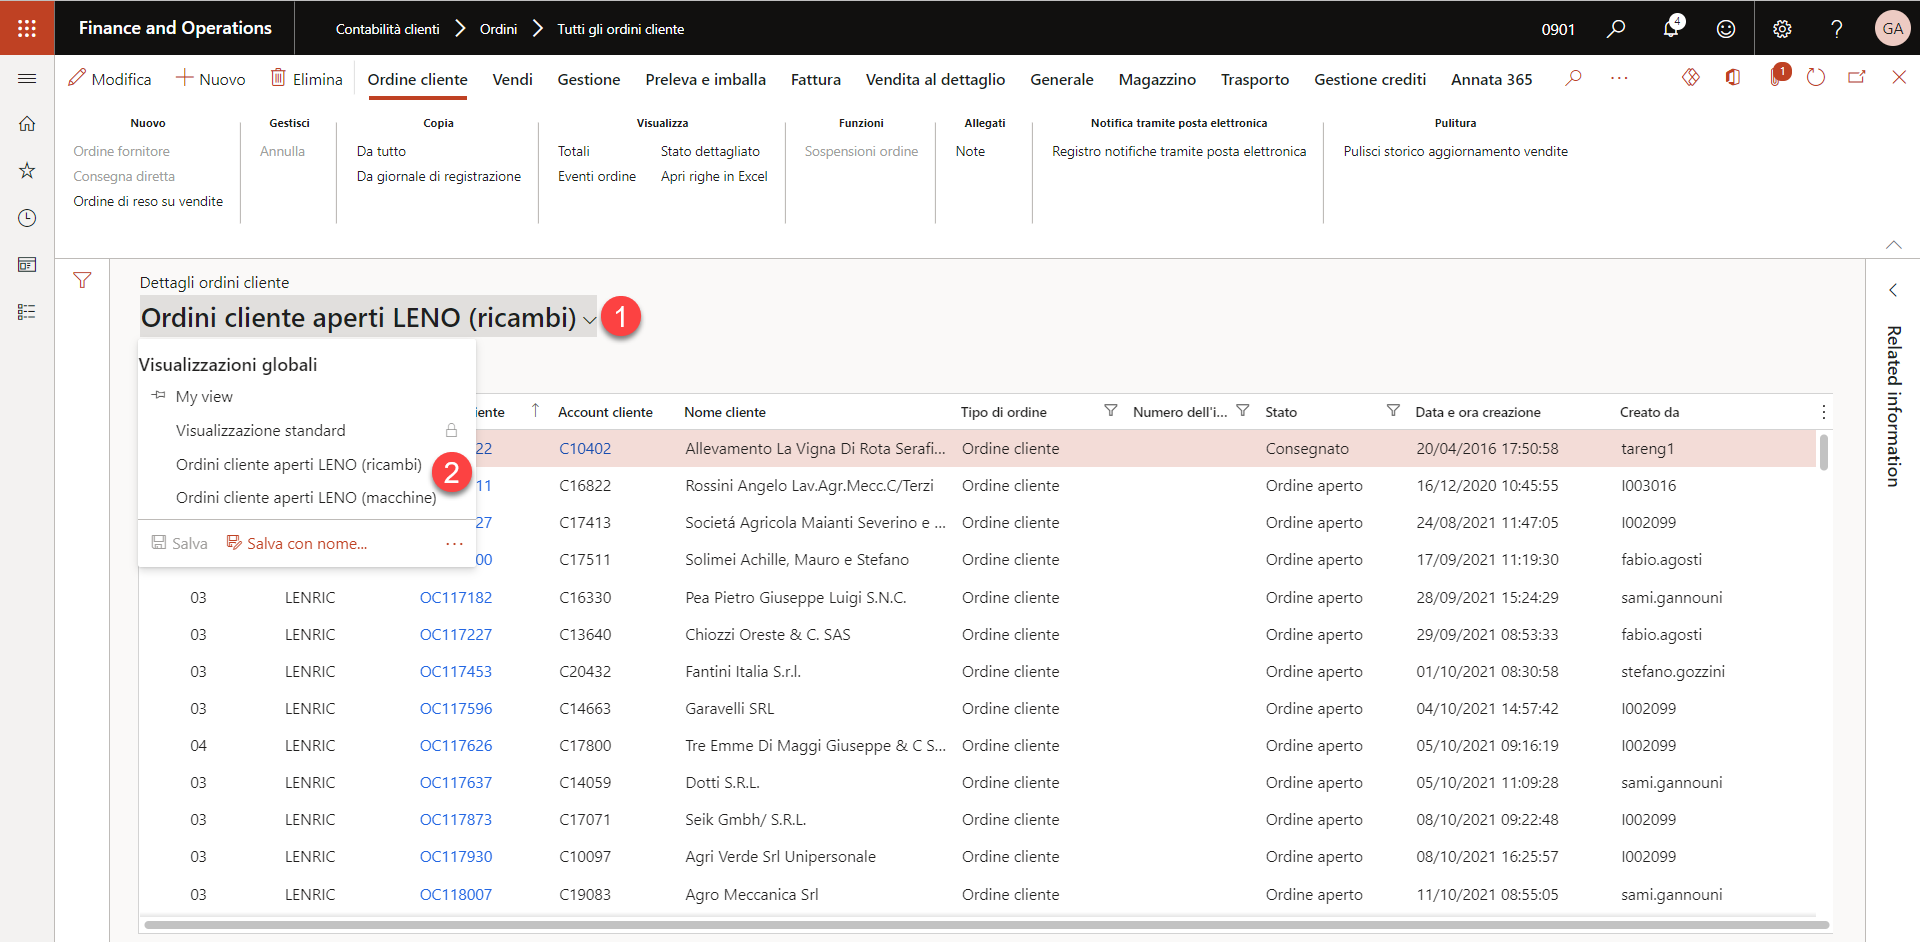 Finance and Operations
Contabilità clienti > Ordini > Tutti gli ordini cliente
0901
4
GA
Modifica
Nuovo
Elimina
Ordine cliente
Vendi
Gestione
Preleva e imballa
Fattura
Vendita al dettaglio
Generale
Magazzino
Trasporto
Gestione crediti
Annata 365
1
Nuovo
Ordine fornitore
Consegna diretta
Ordine di reso su vendite
Gestisci
Annulla
Copia
Da tutto
Da giornale di registrazione
Visualizza
Totali
Eventi ordine
Stato dettagliato
Apri righe in Excel
Funzioni
Sospensioni ordine
Allegati
Note
Notifica tramite posta elettronica
Registro notifiche tramite posta elettronica
Pulitura
Pulisci storico aggiornamento vendite
Dettagli ordini cliente
Ordini cliente aperti LENO (ricambi)
1
Visualizzazioni globali
My view
Visualizzazione standard
Ordini cliente aperti LENO (ricambi)
2
Ordini cliente aperti LENO (macchine)
Salva
Salva con nome...
iente Account cliente Nome cliente Tipo di ordine Numero dell'i... Stato Data e ora creazione Creato da
22 C10402 Allevamento La Vigna Di Rota Serafi... Ordine cliente Consegnato 20/04/2016 17:50:58 tareng1
11 C16822 Rossini Angelo Lav.Agr.Mecc.C/Terzi Ordine cliente Ordine aperto 16/12/2020 10:45:55 I003016
27 C17413 Societá Agricola Maianti Severino e ... Ordine cliente Ordine aperto 24/08/2021 11:47:05 I002099
00 C17511 Solimei Achille, Mauro e Stefano Ordine cliente Ordine aperto 17/09/2021 11:19:30 fabio.agosti
03 LENRIC OC117182 C16330 Pea Pietro Giuseppe Luigi S.N.C. Ordine cliente Ordine aperto 28/09/2021 15:24:29 sami.gannouni
03 LENRIC OC117227 C13640 Chiozzi Oreste & C. SAS Ordine cliente Ordine aperto 29/09/2021 08:53:33 fabio.agosti
03 LENRIC OC117453 C20432 Fantini Italia S.r.l. Ordine cliente Ordine aperto 01/10/2021 08:30:58 stefano.gozzini
03 LENRIC OC117596 C14663 Garavelli SRL Ordine cliente Ordine aperto 04/10/2021 14:57:42 I002099
04 LENRIC OC117626 C17800 Tre Emme Di Maggi Giuseppe & C S... Ordine cliente Ordine aperto 05/10/2021 09:16:19 I002099
03 LENRIC OC117637 C14059 Dotti S.R.L. Ordine cliente Ordine aperto 05/10/2021 11:09:28 sami.gannouni
03 LENRIC OC117873 C17071 Seik Gmbh/ S.R.L. Ordine cliente Ordine aperto 08/10/2021 09:22:48 I002099
03 LENRIC OC117930 C10097 Agri Verde Srl Unipersonale Ordine cliente Ordine aperto 08/10/2021 16:25:57 I002099
03 LENRIC OC118007 C19083 Agro Meccanica Srl Ordine cliente Ordine aperto 11/10/2021 08:55:05 sami.gannouni
Related information